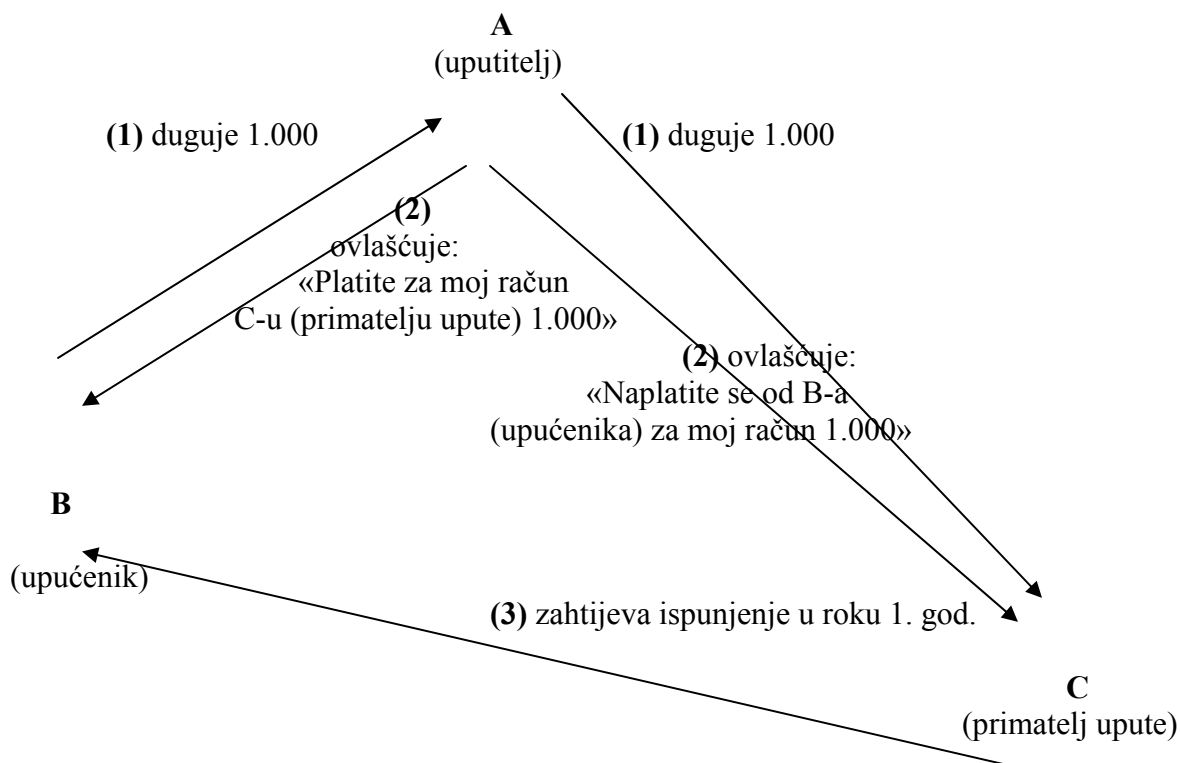 A
(uputitelj)
(1) duguje 1.000
(1) duguje 1.000
(2)
ovlašćuje:
«Platite za moj račun
C-u (primatelju upute) 1.000»
(2) ovlašćuje:
«Naplatite se od B-a
(upućenika) za moj račun 1.000»
B
(upućenik)
(3) zahtijeva ispunjenje u roku 1. god.
C
(primatelj upute)